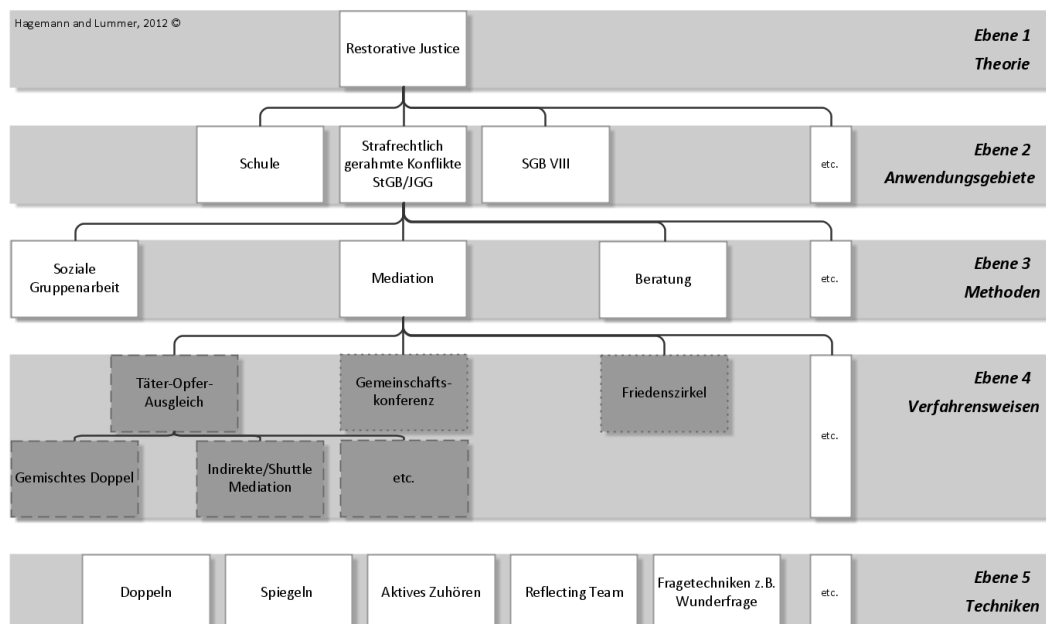 Hagemann and Lummer, 2012 ©
Restorative Justice
Ebene 1
Theorie
Schule
Strafrechtlich
gerahmte Konflikte
StGB/JGG
SGB VIII
etc.
Ebene 2
Anwendungsgebiete
Soziale
Gruppenarbeit
Mediation
Beratung
etc.
Ebene 3
Methoden
Täter-Opfer-
Ausgleich
Gemeinschafts-
konferenz
Friedenszirkel
etc.
Ebene 4
Verfahrensweisen
Gemischtes Doppel
Indirekte/Shuttle
Mediation
etc.
Doppeln
Spiegeln
Aktives Zuhören
Reflecting Team
Fragetechniken z.B.
Wunderfrage
etc.
Ebene 5
Techniken